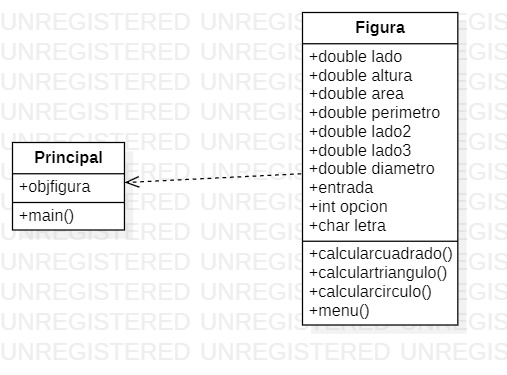 Principal
+objfigura
+main()
Figura
+double lado
+double altura
+double area
+double perimetro
+double lado2
+double lado3
+double diametro
+entrada
+int opcion
+char letra
+calcularcuadrado()
+calculartriangulo()
+calcularcirculo()
+menu()
UNREGISTERED UNREGISTERED UNREGISTERED